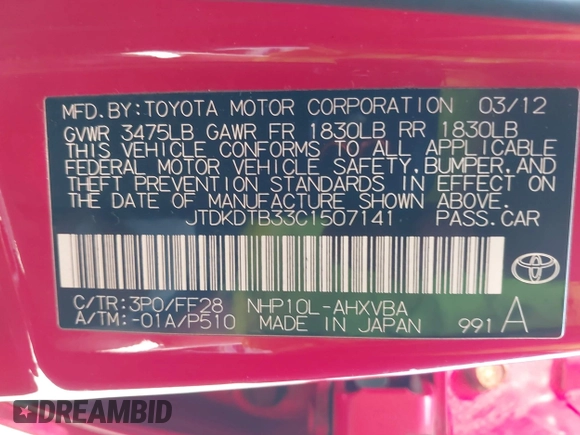 MFD. BY: TOYOTA MOTOR CORPORATION 03/12
GVWR 3475LB GAWR FR 1830LB RR 1830LB
THIS VEHICLE CONFORMS TO ALL APPLICABLE
FEDERAL MOTOR VEHICLE SAFETY, BUMPER, AND
THEFT PREVENTION STANDARDS IN EFFECT ON
THE DATE OF MANUFACTURE SHOWN ABOVE.
JTDKDTB33C1507141 PASS. CAR
C/TR: 3P0/FF28 NHP10L-AHXVBA
A/TM: -01A/P510 MADE IN JAPAN 991 A
DREAMBID